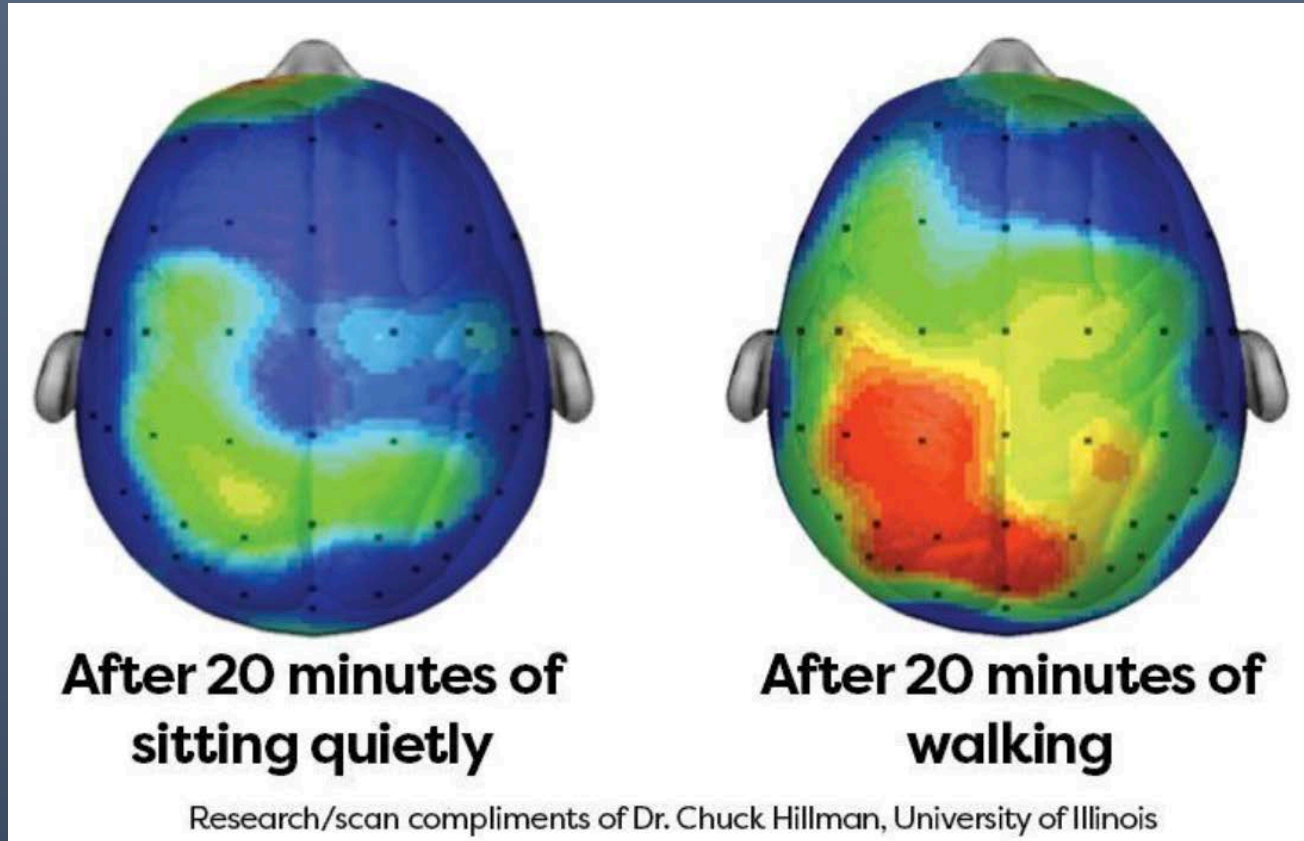 After 20 minutes of
sitting quietly
After 20 minutes of
walking
Research/scan compliments of Dr. Chuck Hillman, University of Illinois